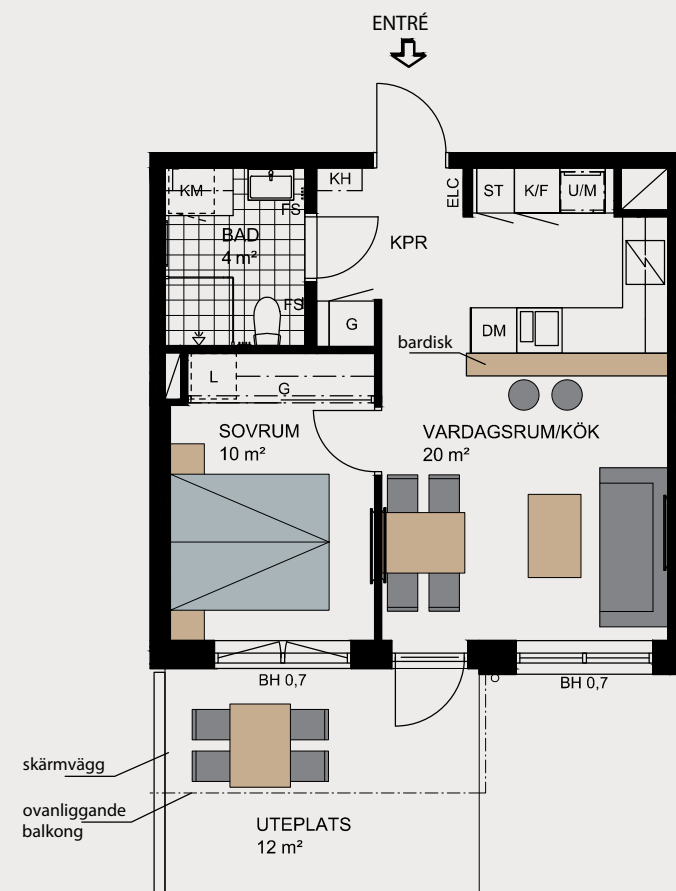 ENTRÉ
KM
KH
ELC
ST
K/F
U/M
FS
BAD
4 m²
KPR
FS
G
DM
bardisk
L
G
SOVRUM
10 m²
VARDAGSRUM/KÖK
20 m²
BH 0,7
BH 0,7
skärmvägg
ovanliggande
balkong
UTEPLATS
12 m²